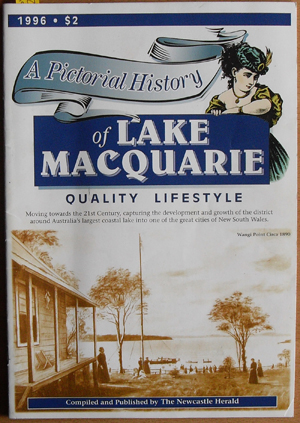 1996 • $2
A Pictorial History
of LAKE
MACQUARIE
QUALITY LIFESTYLE
Moving towards the 21st Century, capturing the development and growth of the district
around Australia's largest coastal lake into one of the great cities of New South Wales.
Wangi Point Circa 1890
Compiled and Published by The Newcastle Herald